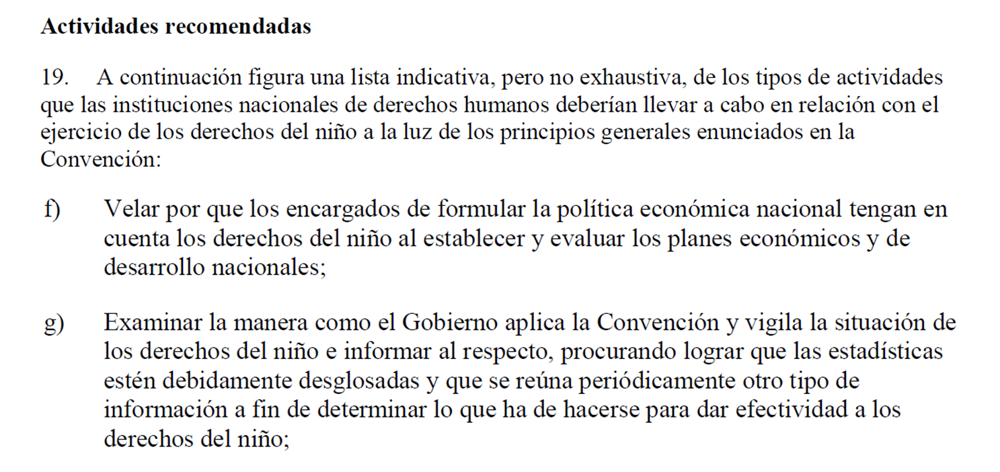 Actividades recomendadas
19. A continuación figura una lista indicativa, pero no exhaustiva, de los tipos de actividades
que las instituciones nacionales de derechos humanos deberían llevar a cabo en relación con el
ejercicio de los derechos del niño a la luz de los principios generales enunciados en la
Convención:
f) Velar por que los encargados de formular la política económica nacional tengan en
cuenta los derechos del niño al establecer y evaluar los planes económicos y de
desarrollo nacionales;
g) Examinar la manera como el Gobierno aplica la Convención y vigila la situación de
los derechos del niño e informar al respecto, procurando lograr que las estadísticas
estén debidamente desglosadas y que se reúna periódicamente otro tipo de
información a fin de determinar lo que ha de hacerse para dar efectividad a los
derechos del niño;